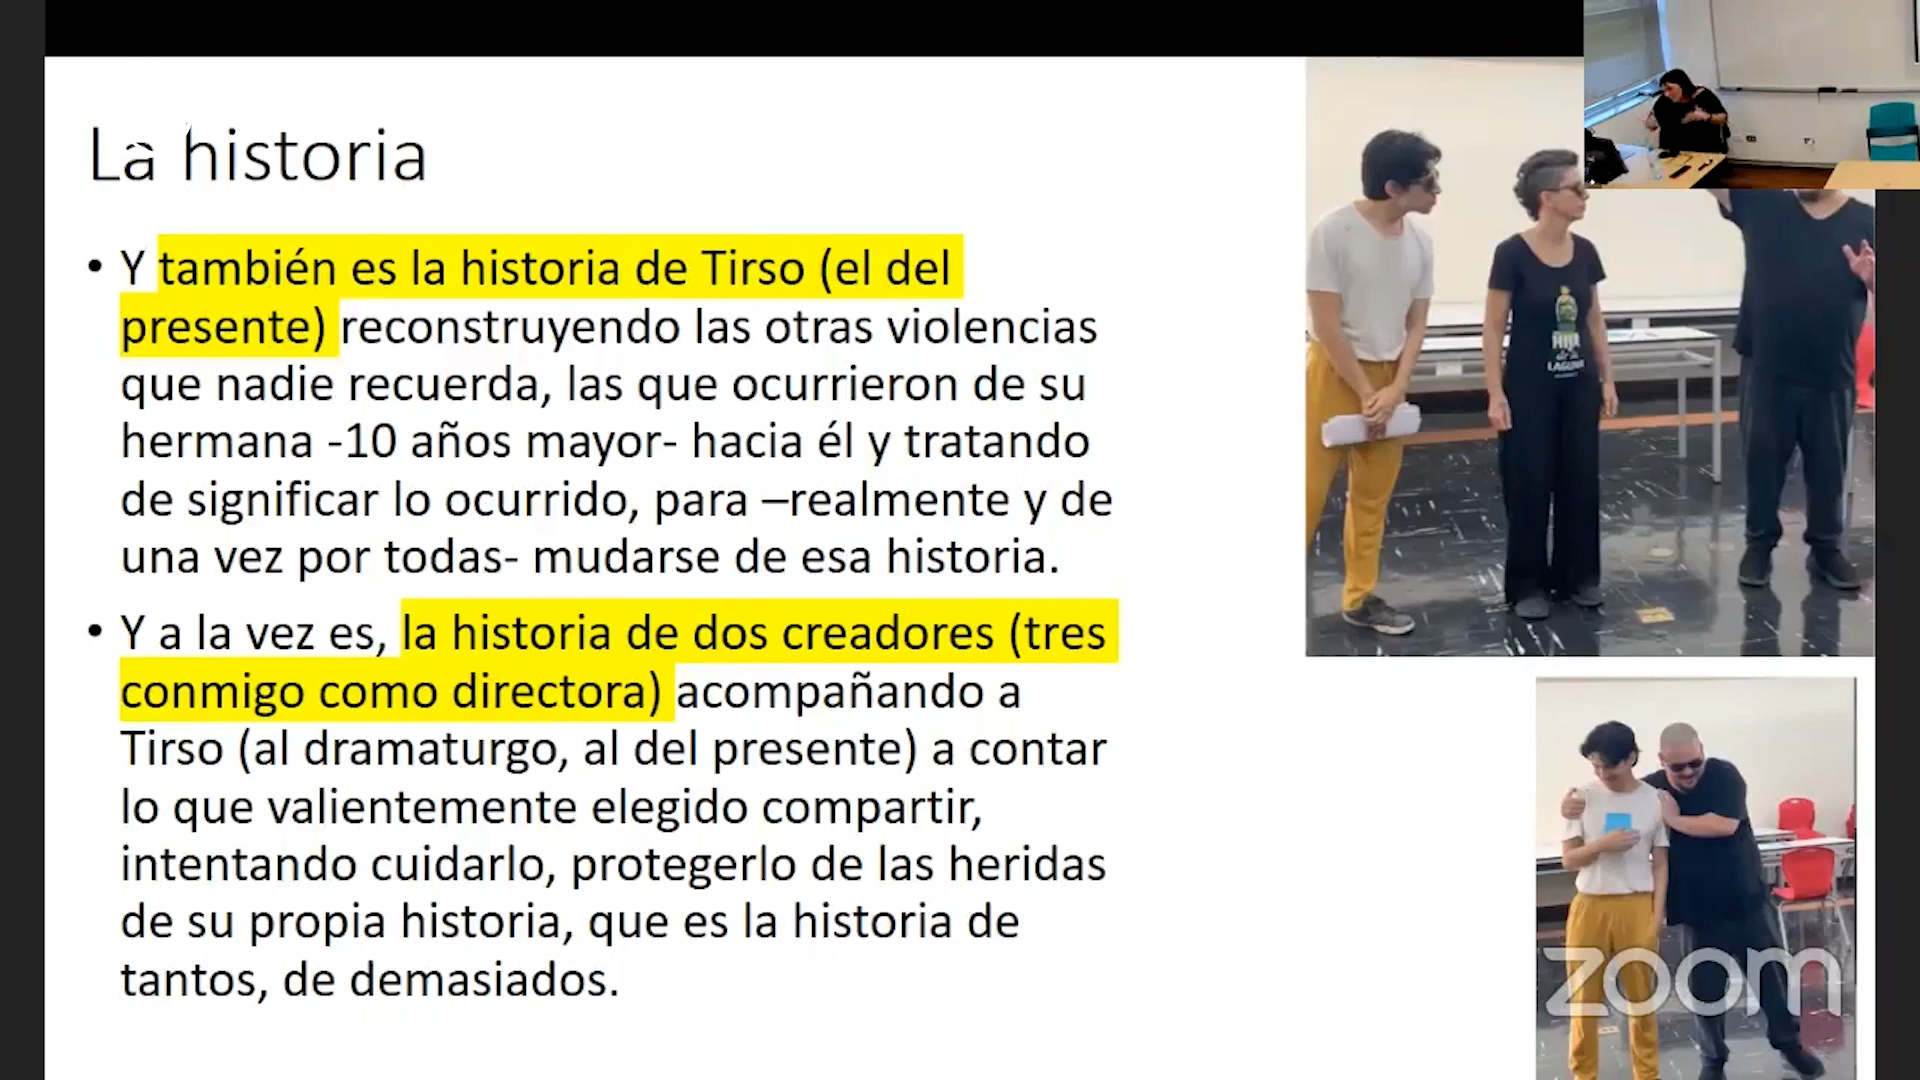 La historia
• Y también es la historia de Tirso (el del
presente) reconstruyendo las otras violencias
que nadie recuerda, las que ocurrieron de su
hermana -10 años mayor- hacia él y tratando
de significar lo ocurrido, para –realmente y de
una vez por todas- mudarse de esa historia.
• Y a la vez es, la historia de dos creadores (tres
conmigo como directora) acompañando a
Tirso (al dramaturgo, al del presente) a contar
lo que valientemente elegido compartir,
intentando cuidarlo, protegerlo de las heridas
de su propia historia, que es la historia de
tantos, de demasiados.
HIJA
de la
LAGUNA
zoom